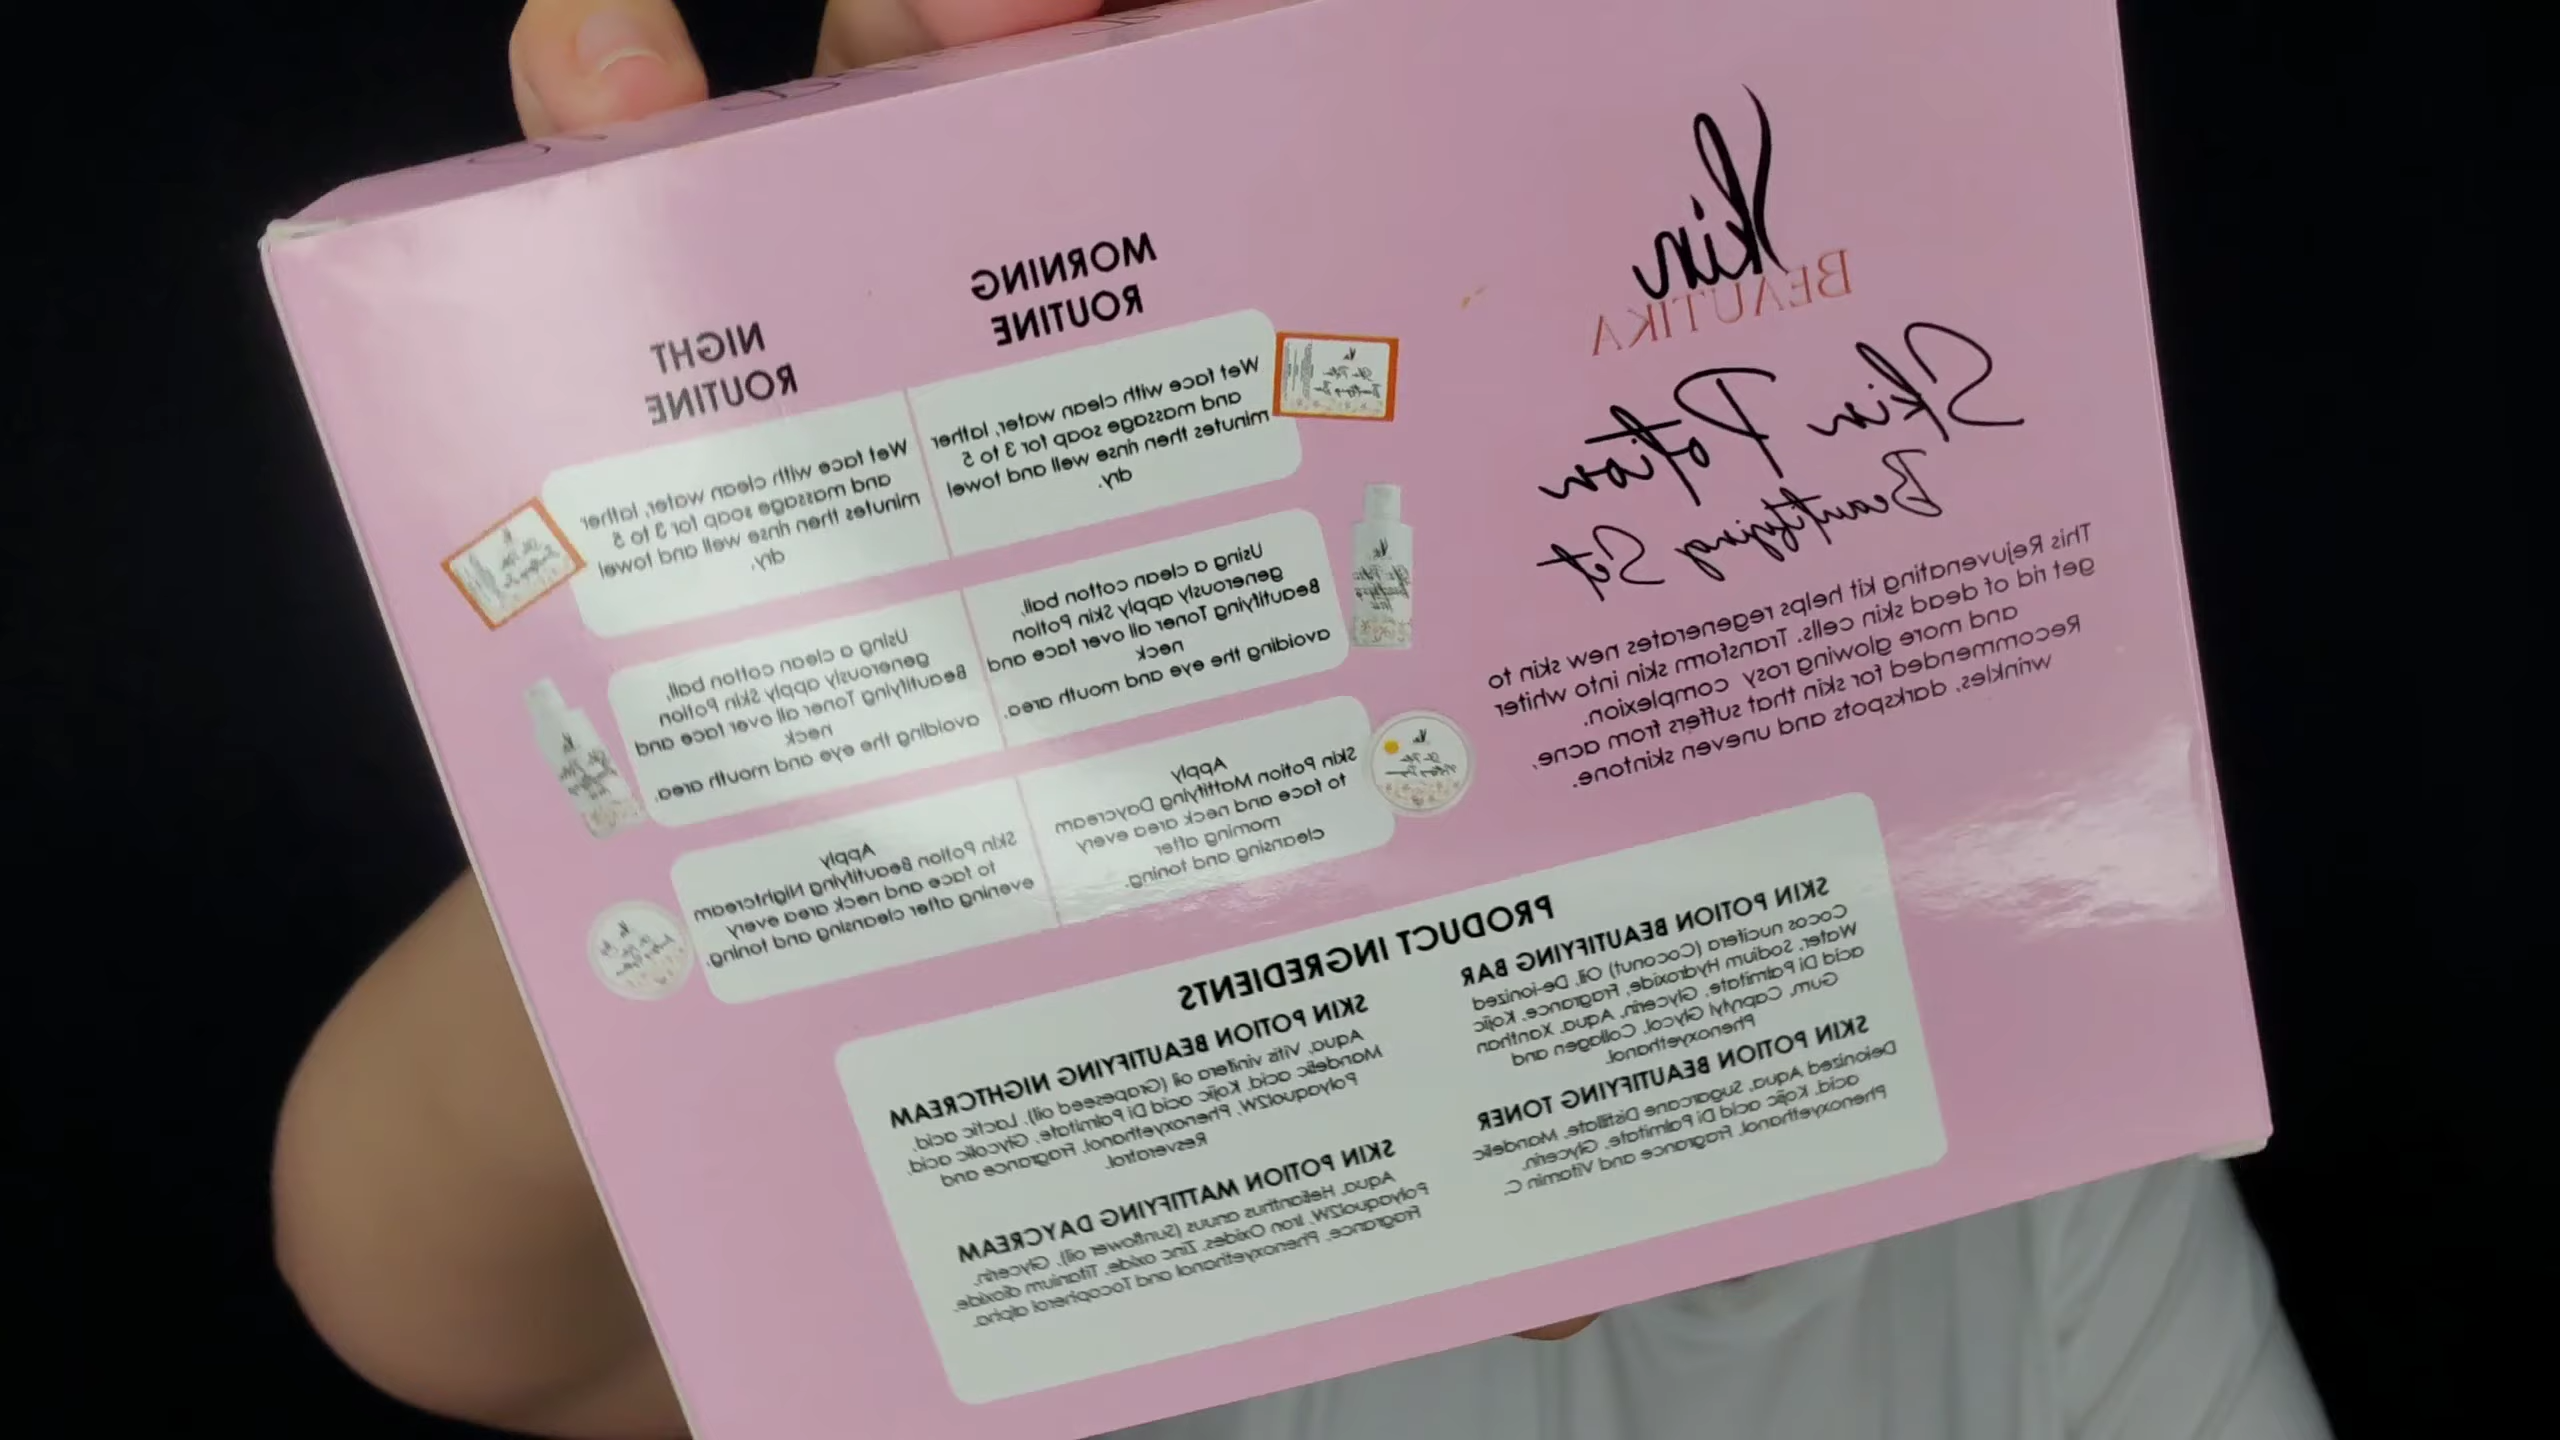 Skin
BEAUTIKA
Skin Potion
Beautifying Set
This Rejuvenating kit helps regenerates new skin to
get rid of dead skin cells. Transform skin into whiter
and more glowing rosy complexion.
Recommended for skin that suffers from acne,
wrinkles, darkspots and uneven skintone.
MORNING
ROUTINE
Wet face with clean water, lather
and massage soap for 3 to 5
minutes then rinse well and towel
dry.
Using a clean cotton ball,
generously apply Skin Potion
Beautifying Toner all over face and
neck
avoiding the eye and mouth area.
Apply
Skin Potion Mattifying Daycream
to face and neck area every
morning after
cleansing and toning.
NIGHT
ROUTINE
Wet face with clean water, lather
and massage soap for 3 to 5
minutes then rinse well and towel
dry.
Using a clean cotton ball,
generously apply Skin Potion
Beautifying Toner all over face and
neck
avoiding the eye and mouth area.
Apply
Skin Potion Beautifying Nightcream
to face and neck area every
evening after cleansing and toning.
PRODUCT INGREDIENTS
SKIN POTION BEAUTIFYING BAR
Cocos nucifera (Coconut) Oil, De-ionized
Water, Sodium Hydroxide, Fragrance, Kojic
acid Di Palmitate, Glycerin, Aqua, Xanthan
Gum, Caprylyl Glycol, Collagen and
Phenoxyethanol.
SKIN POTION BEAUTIFYING TONER
Deionized Aqua, Sugarcane Distillate, Mandelic
acid, Kojic acid Di Palmitate, Glycerin,
Phenoxyethanol, Fragrance and Vitamin C.
SKIN POTION BEAUTIFYING NIGHTCREAM
Aqua, Vitis vinifera oil (Grapeseed oil), Lactic acid,
Mandelic acid, Kojic acid Di Palmitate, Glycolic acid,
Polyaquol2W, Phenoxyethanol, Fragrance and
Resveratrol.
SKIN POTION MATTIFYING DAYCREAM
Aqua, Helianthus anuus (Sunflower oil), Glycerin,
Polyaquol2W, Iron Oxides, Zinc oxide, Titanium dioxide,
Fragrance, Phenoxyethanol and Tocopherol alpha.